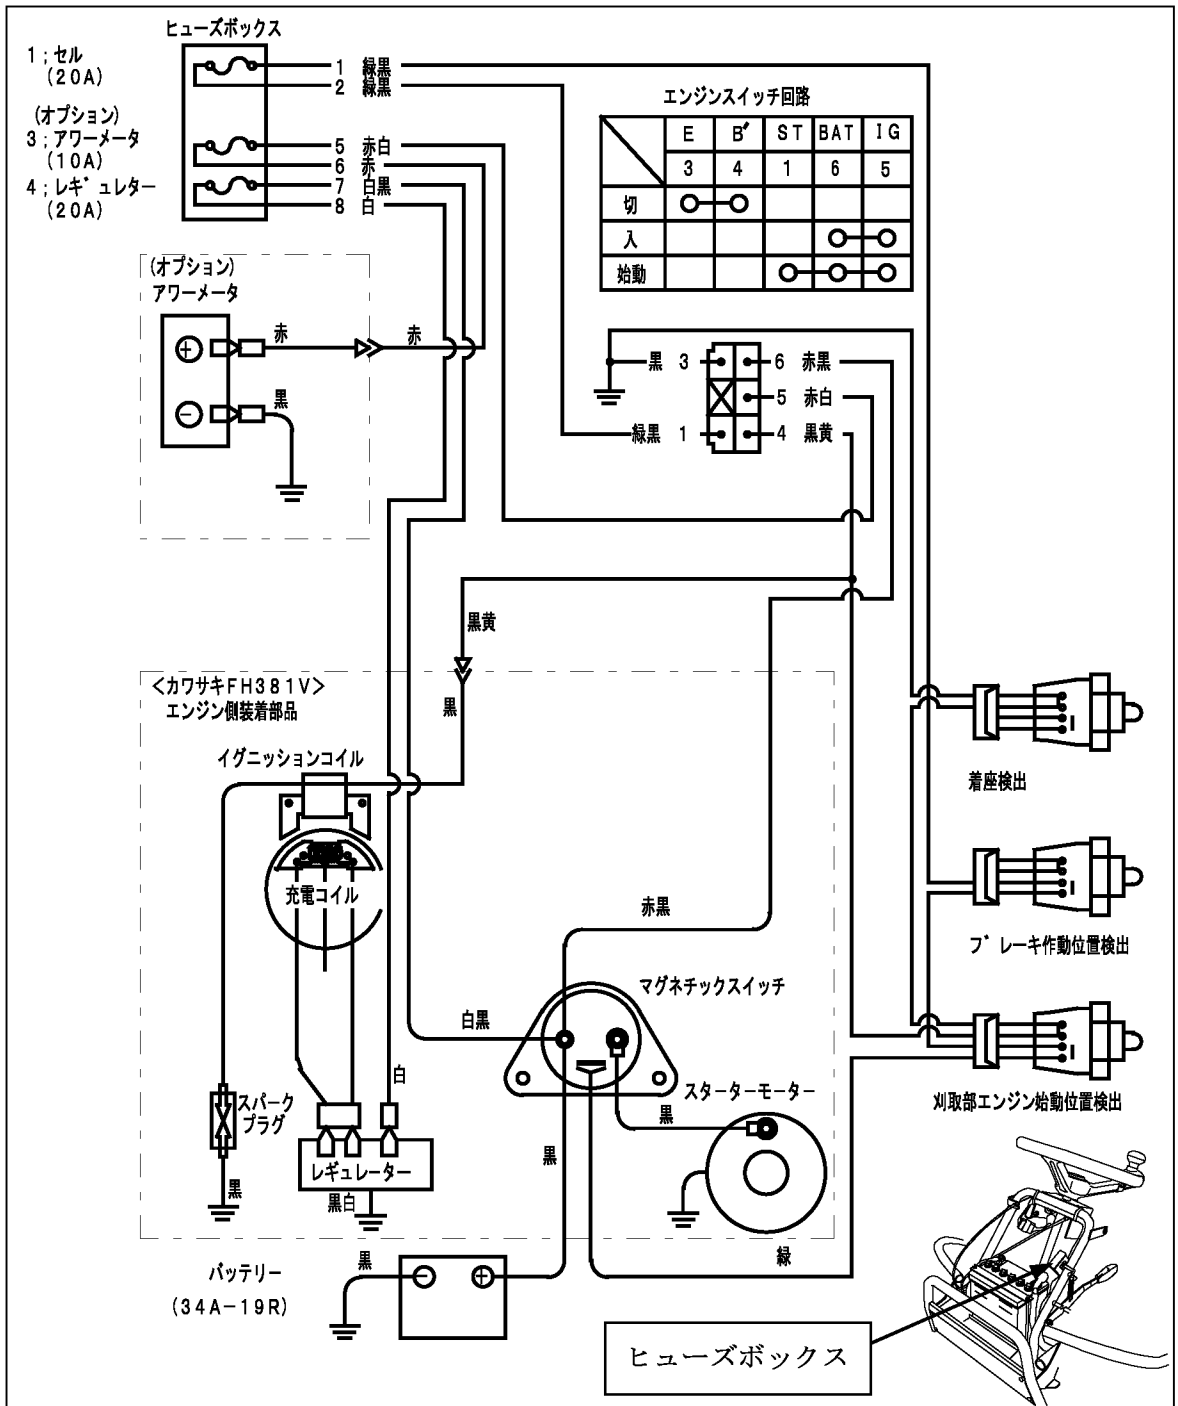 ヒューズボックス
1;セル
(20A)
(オプション)
3;アワーメータ
(10A)
4;レギュレター
(20A)
1 緑黒
2 緑黒
5 赤白
6 赤
7 白黒
8 白
エンジンスイッチ回路
E B′ ST BAT IG
3 4 1 6 5
切
入
始動
(オプション)
アワーメータ
+
赤
赤
−
黒
黒 3
6 赤黒
5 赤白
緑黒 1
4 黒黄
黒黄
<カワサキFH381V>
エンジン側装着部品
黒
イグニッションコイル
充電コイル
着座検出
赤黒
ブレーキ作動位置検出
マグネチックスイッチ
白黒
白
スターターモーター
黒
刈取部エンジン始動位置検出
スパーク
プラグ
黒
レギュレーター
黒
黒白
緑
バッテリー
(34A−19R)
黒
− +
ヒューズボックス